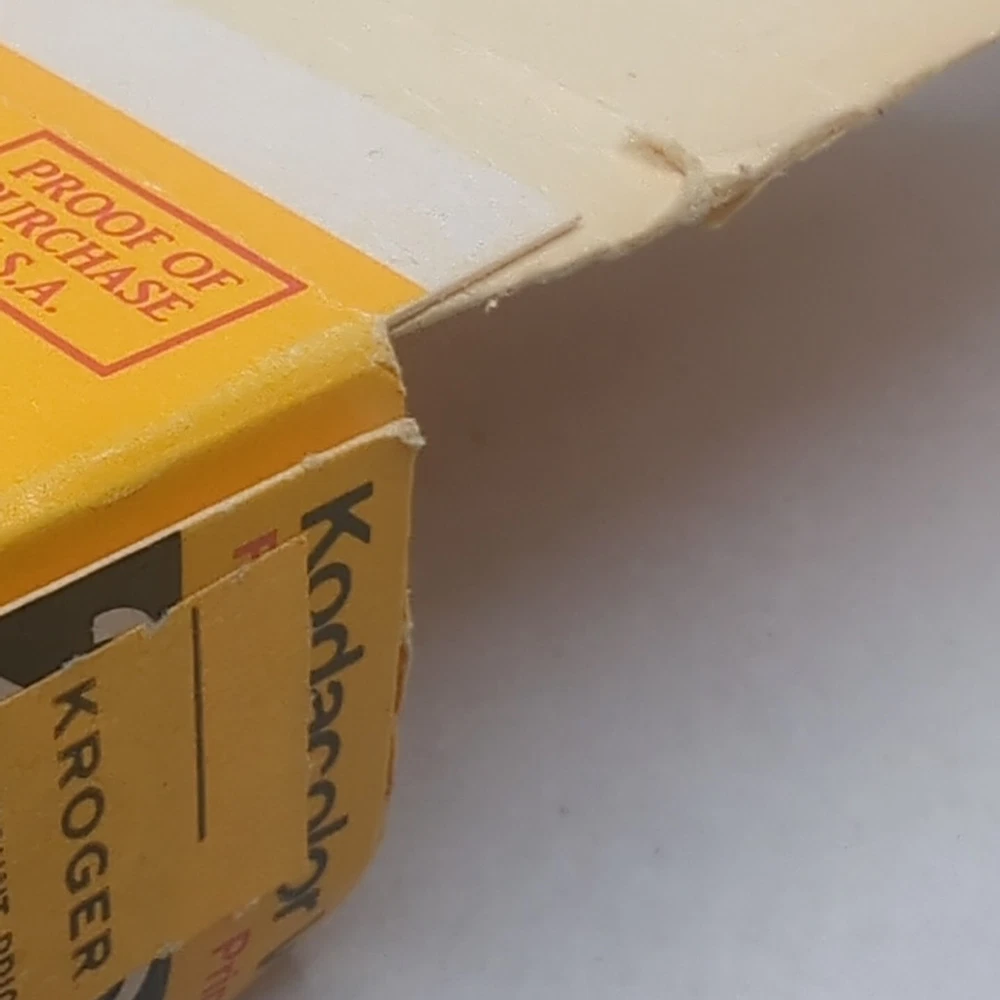 PROOF OF
PURCHASE
U.S.A.
Kodacolor
KROGER